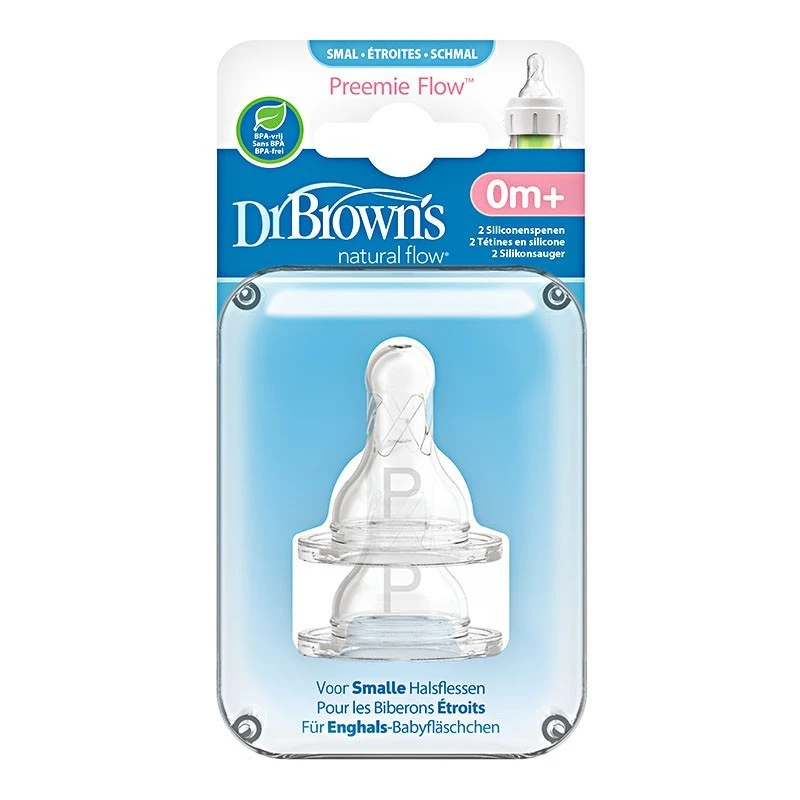 SMAL • ÉTROITES • SCHMAL
Preemie Flow™
BPA-vrij
Sans BPA
BPA-frei
0m+
Dr Brown's
natural flow®
2 Siliconenspenen
2 Tétines en silicone
2 Silikonsauger
P
P
Voor Smalle Halsflessen
Pour les Biberons Étroits
Für Enghals-Babyfläschchen